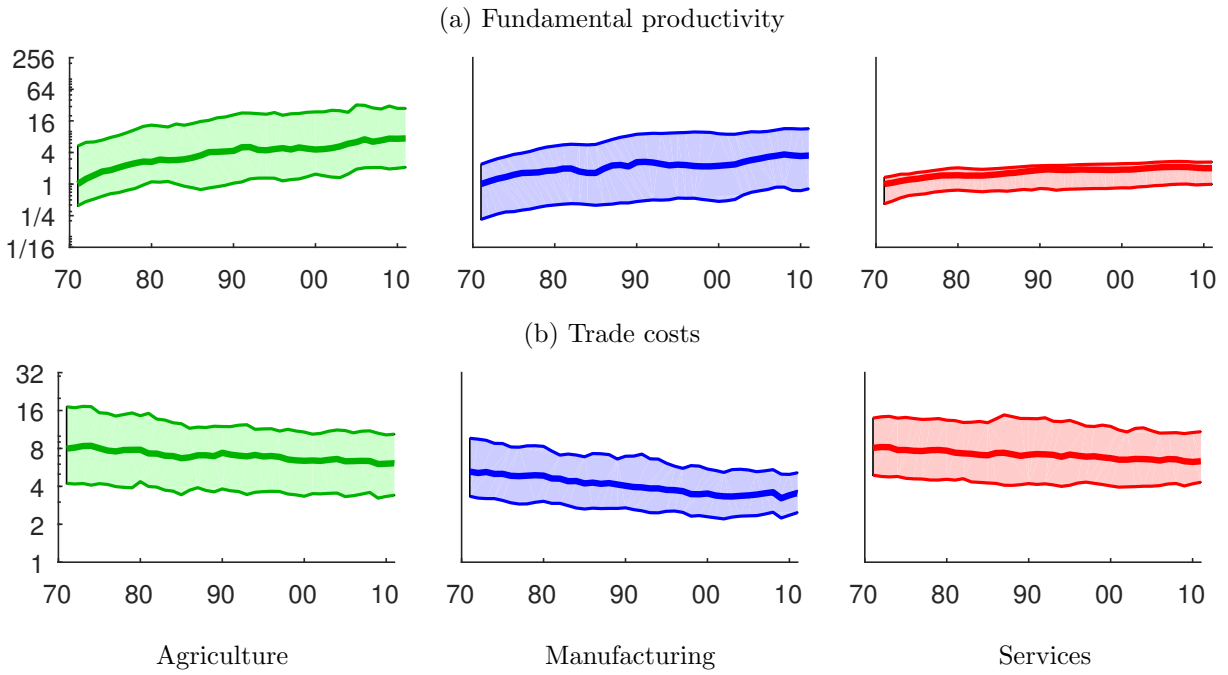 (a) Fundamental productivity
256
64
16
4
1
1/4
1/16
70 80 90 00 10
70 80 90 00 10
70 80 90 00 10
(b) Trade costs
32
16
8
4
2
1
70 80 90 00 10
70 80 90 00 10
70 80 90 00 10
Agriculture
Manufacturing
Services